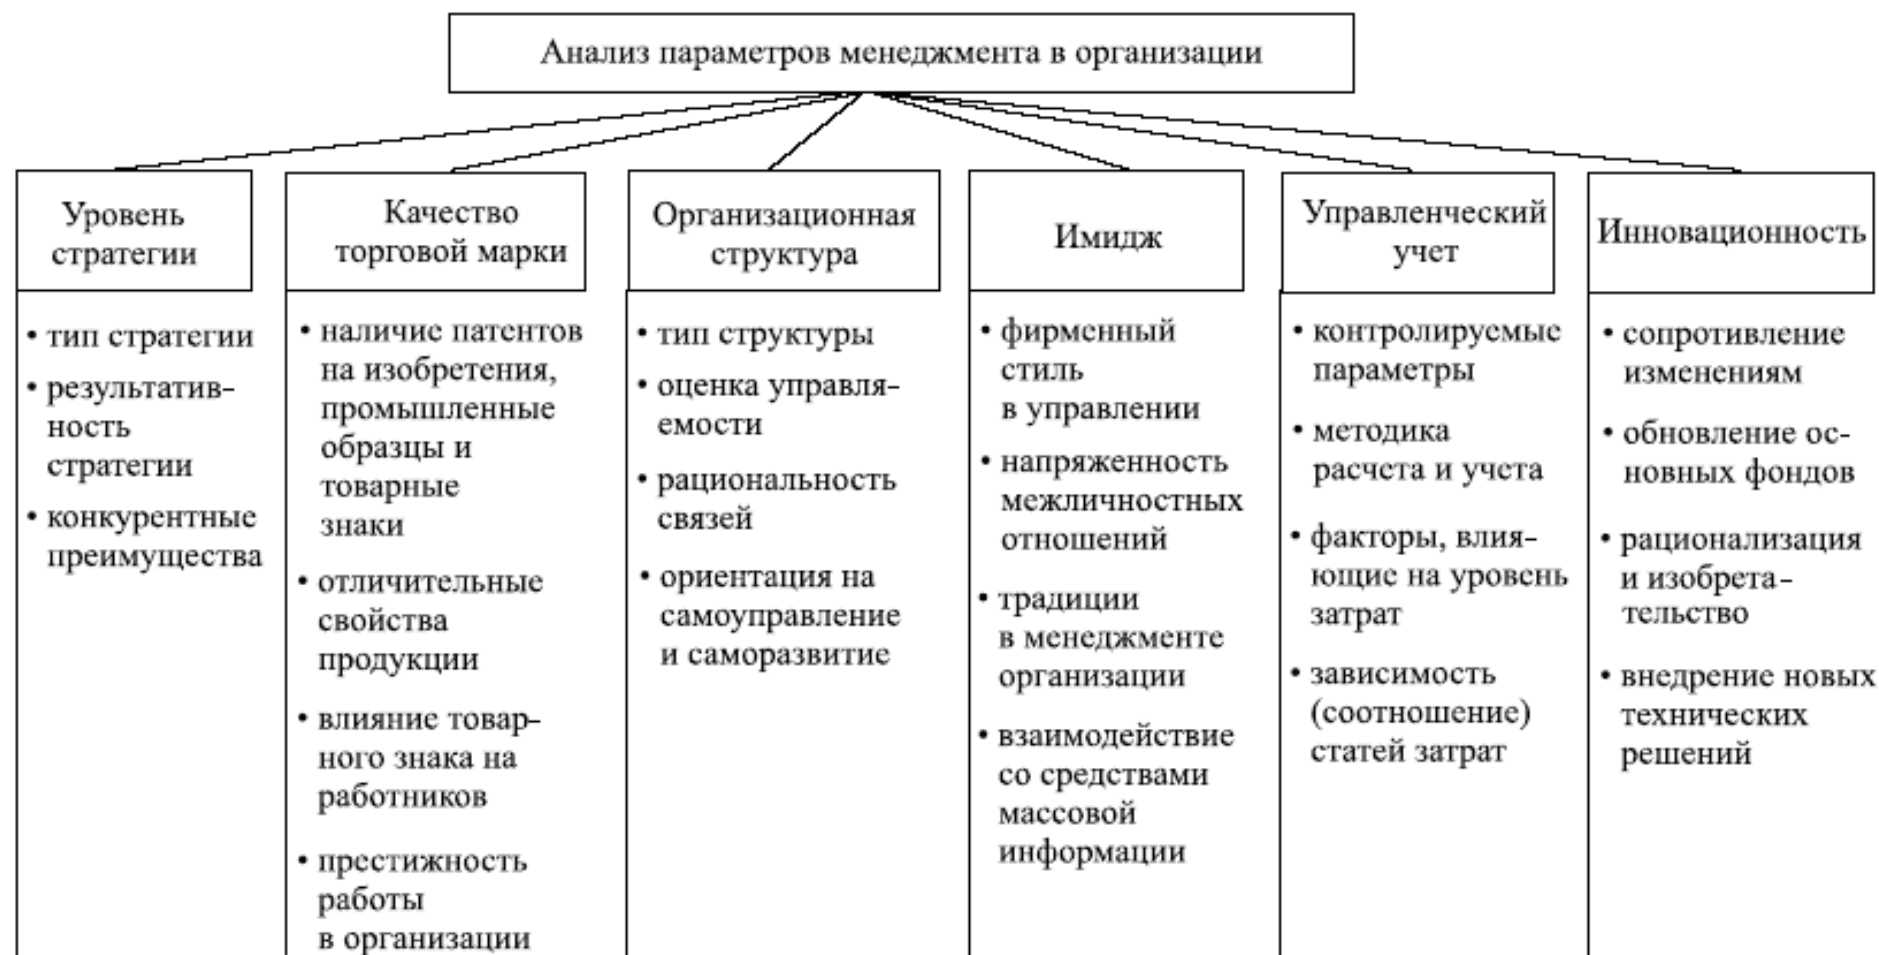 Анализ параметров менеджмента в организации
Уровень
стратегии
• тип стратегии
• результатив-
ность
стратегии
• конкурентные
преимущества
Качество
торговой марки
• наличие патентов
на изобретения,
промышленные
образцы и
товарные
знаки
• отличительные
свойства
продукции
• влияние товар-
ного знака на
работников
• престижность
работы
в организации
Организационная
структура
• тип структуры
• оценка управля-
емости
• рациональность
связей
• ориентация на
самоуправление
и саморазвитие
Имидж
• фирменный
стиль
в управлении
• напряженность
межличностных
отношений
• традиции
в менеджменте
организации
• взаимодействие
со средствами
массовой
информации
Управленческий
учет
• контролируемые
параметры
• методика
расчета и учета
• факторы, влия-
ющие на уровень
затрат
• зависимость
(соотношение)
статей затрат
Инновационность
• сопротивление
изменениям
• обновление ос-
новных фондов
• рационализация
и изобрета-
тельство
• внедрение новых
технических
решений